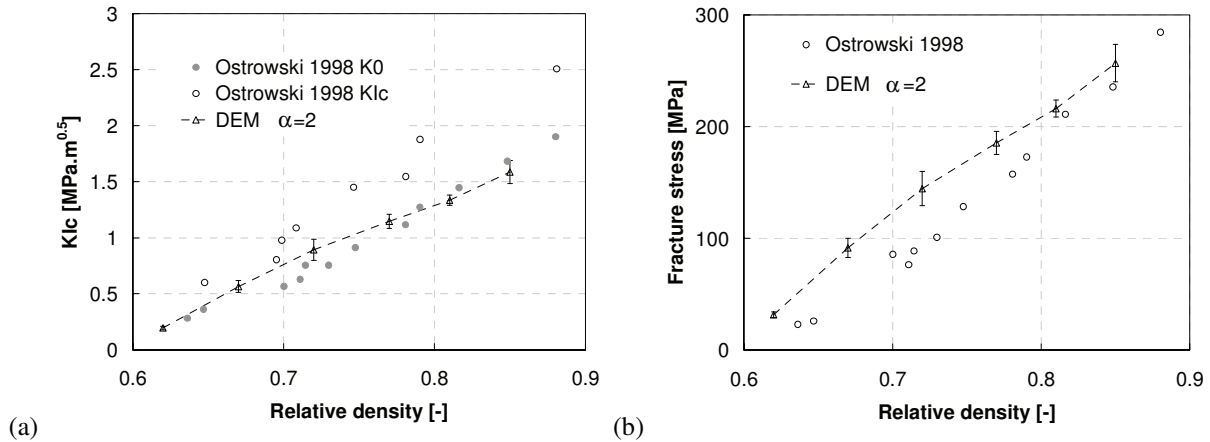 3
2.5
2
1.5
1
0.5
0
KIc [MPa.m^0.5]
Ostrowski 1998 K0
Ostrowski 1998 KIc
DEM α=2
0.6 0.7 0.8 0.9
Relative density [-]
(a)
300
200
100
0
Fracture stress [MPa]
Ostrowski 1998
DEM α=2
0.6 0.7 0.8 0.9
Relative density [-]
(b)